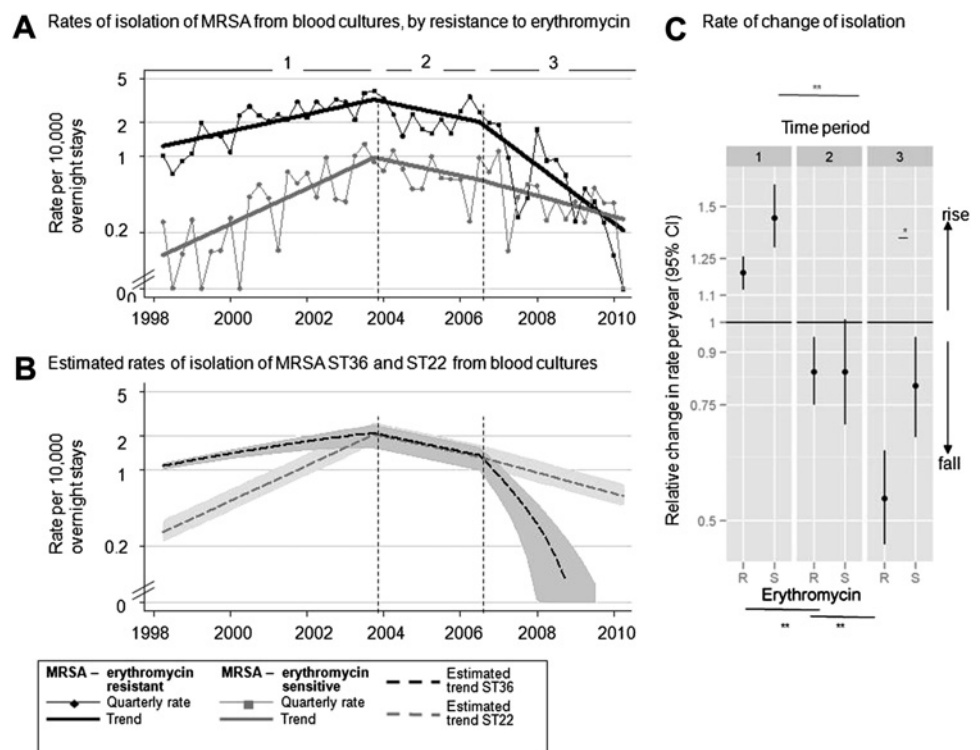 A Rates of isolation of MRSA from blood cultures, by resistance to erythromycin
1 2 3
Rate per 10,000
overnight stays
5
2
1
0.2
0
0
1998 2000 2002 2004 2006 2008 2010
B Estimated rates of isolation of MRSA ST36 and ST22 from blood cultures
Rate per 10,000
overnight stays
5
2
1
0.2
0
1998 2000 2002 2004 2006 2008 2010
MRSA – erythromycin
resistant
Quarterly rate
Trend
MRSA – erythromycin
sensitive
Quarterly rate
Trend
Estimated
trend ST36
Estimated
trend ST22
C Rate of change of isolation
**
Time period
1 2 3
Relative change in rate per year (95% CI)
1.5
1.25
1.1
1
0.9
0.75
0.5
*
rise
fall
R S R S R S
Erythromycin
** **